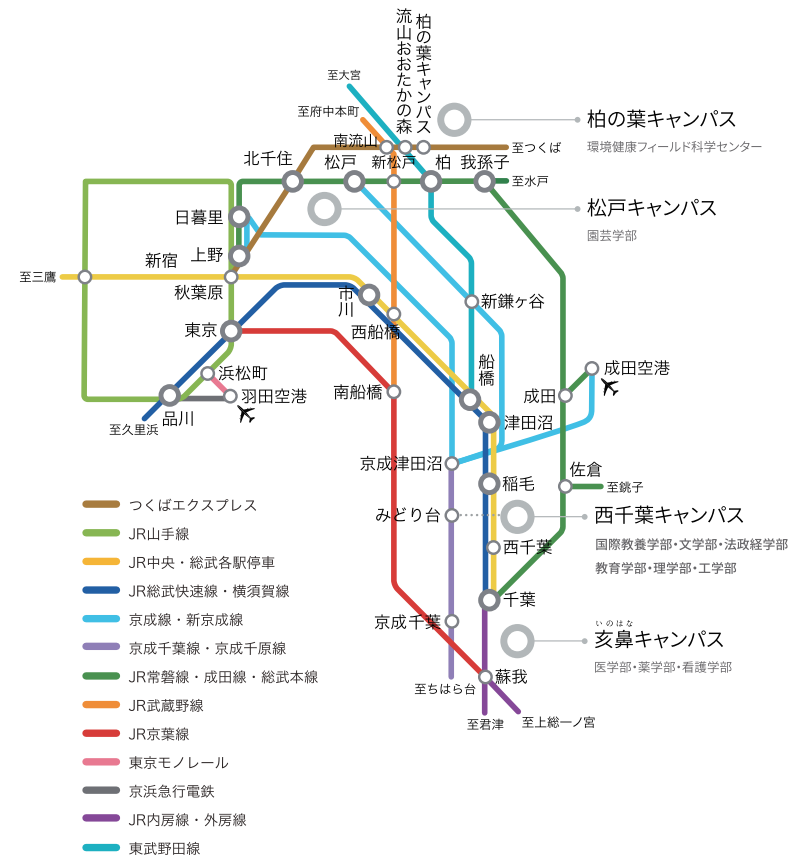 流山おおたかの森
柏の葉キャンパス
至大宮
至府中本町
南流山
至つくば
柏の葉キャンパス
環境健康フィールド科学センター
北千住
松戸
新松戸
柏
我孫子
至水戸
松戸キャンパス
園芸学部
日暮里
上野
新宿
至三鷹
秋葉原
市川
西船橋
新鎌ヶ谷
東京
船橋
浜松町
羽田空港
南船橋
成田空港
成田
品川
至久里浜
津田沼
京成津田沼
佐倉
稲毛
至銚子
みどり台
西千葉キャンパス
西千葉
国際教養学部・文学部・法政経学部
教育学部・理学部・工学部
千葉
京成千葉
いのはな
亥鼻キャンパス
医学部・薬学部・看護学部
蘇我
至ちはら台
至君津
至上総一ノ宮
つくばエクスプレス
JR山手線
JR中央・総武各駅停車
JR総武快速線・横須賀線
京成線・新京成線
京成千葉線・京成千原線
JR常磐線・成田線・総武本線
JR武蔵野線
JR京葉線
東京モノレール
京浜急行電鉄
JR内房線・外房線
東武野田線